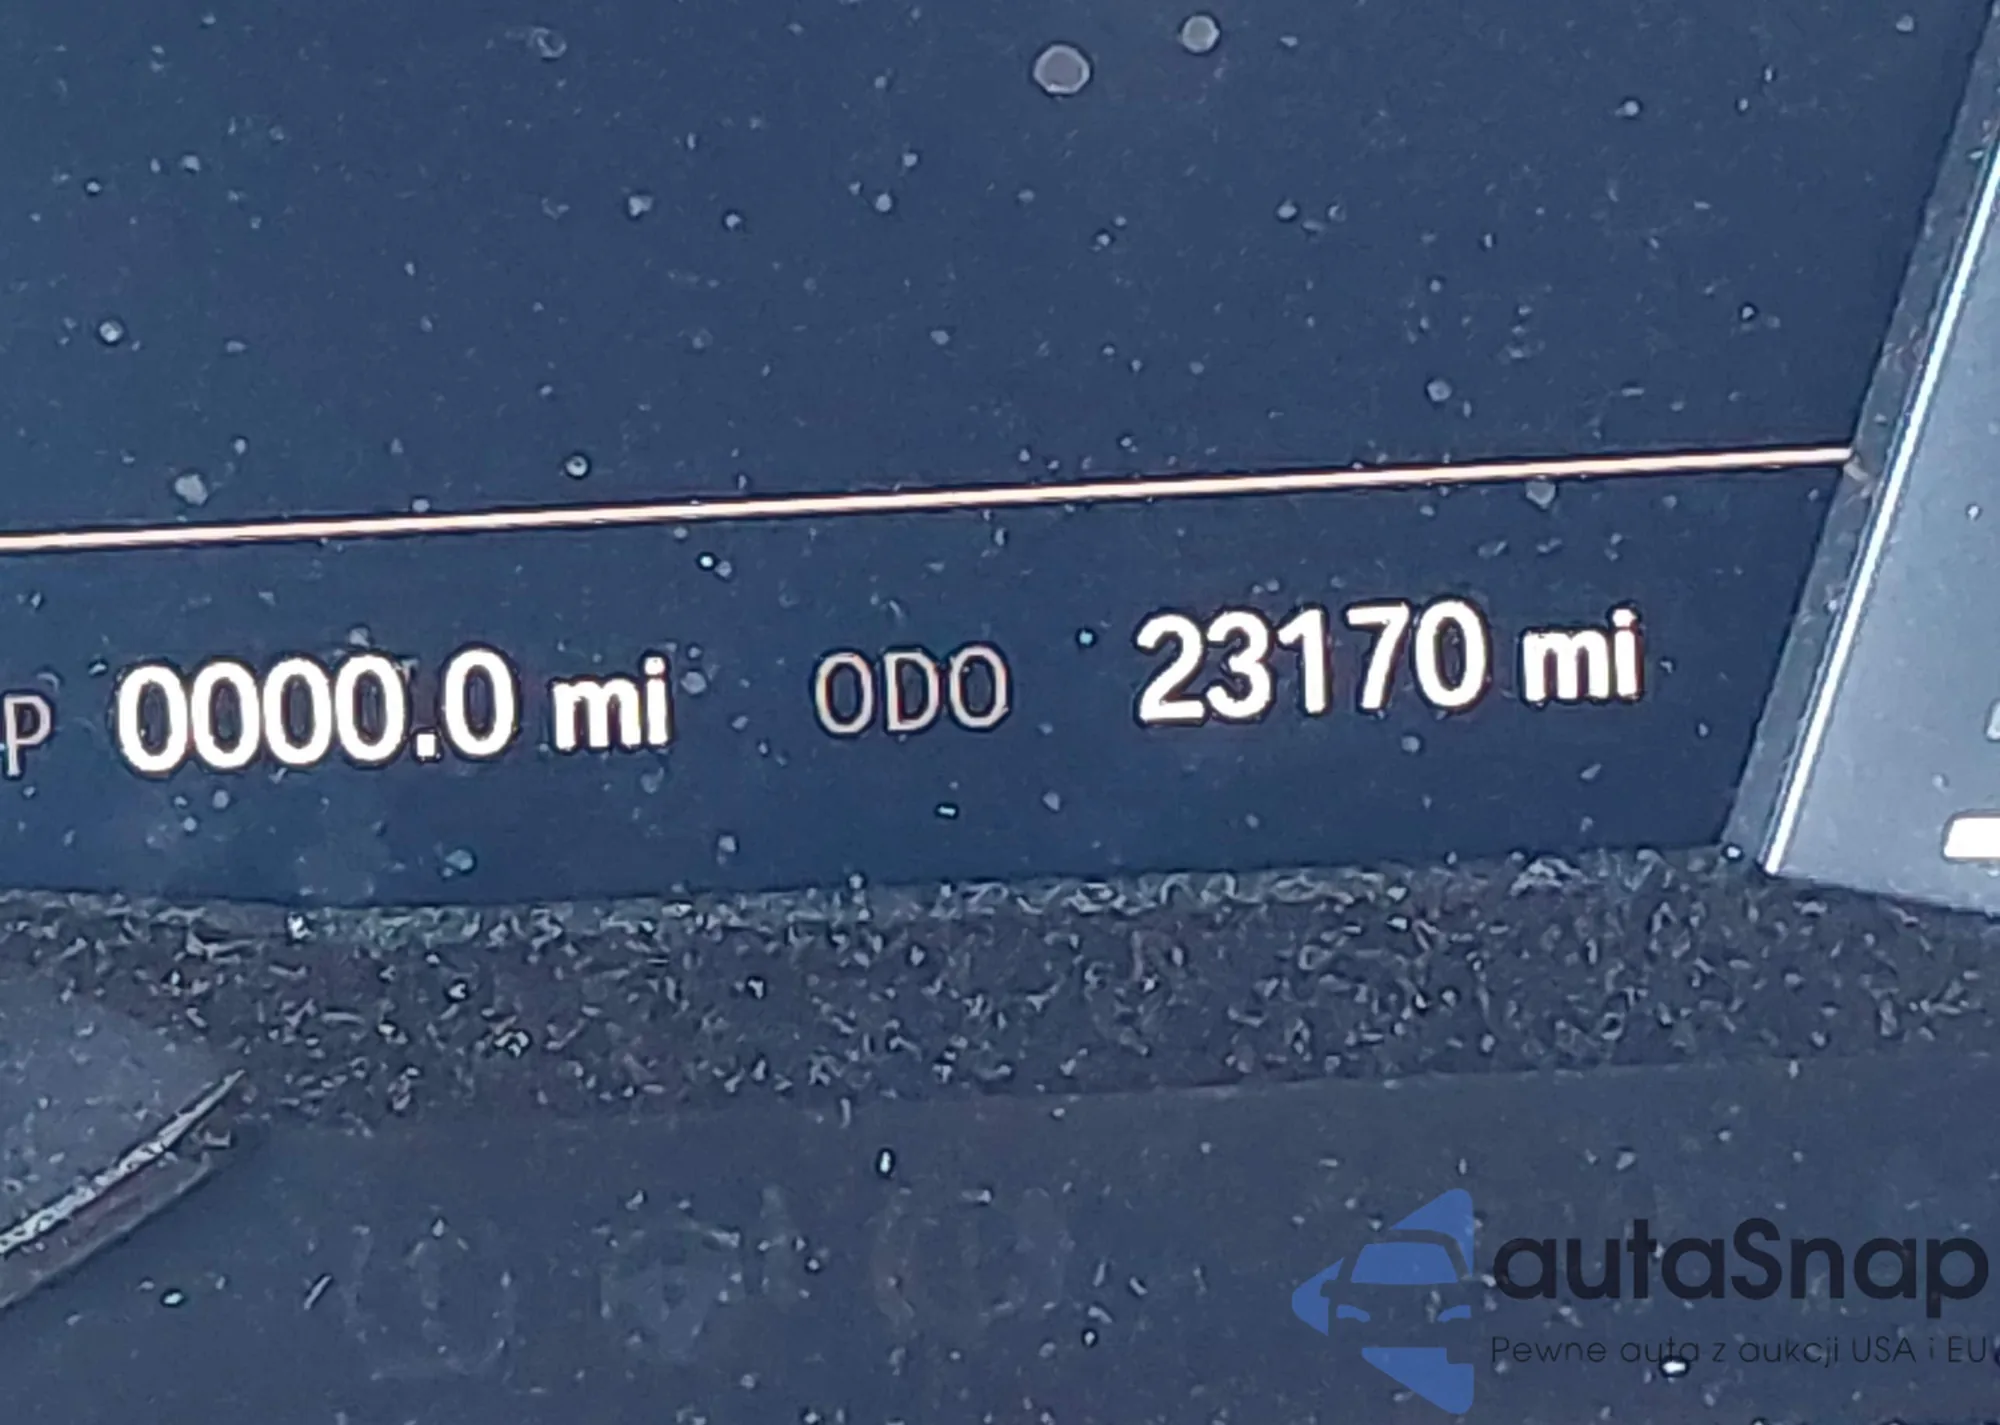 P 0000.0 mi ODO 23170 mi
autaSnap
Pewne auta z aukcji USA i EU